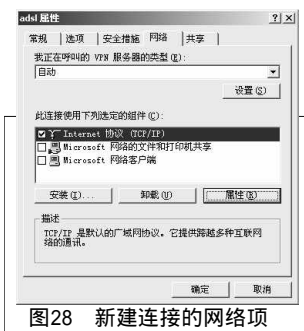 adsl 属性
常规 选项 安全措施 网络 共享
我正在呼叫的 VPN 服务器的类型(E):
自动
设置(S)
此连接使用下列选定的组件(C):
Internet 协议 (TCP/IP)
Microsoft 网络的文件和打印机共享
Microsoft 网络客户端
安装(I)... 卸载(U) 属性(R)
描述
TCP/IP 是默认的广域网协议。它提供跨越多种互联网
络的通讯。
确定 取消
图28 新建连接的网络项